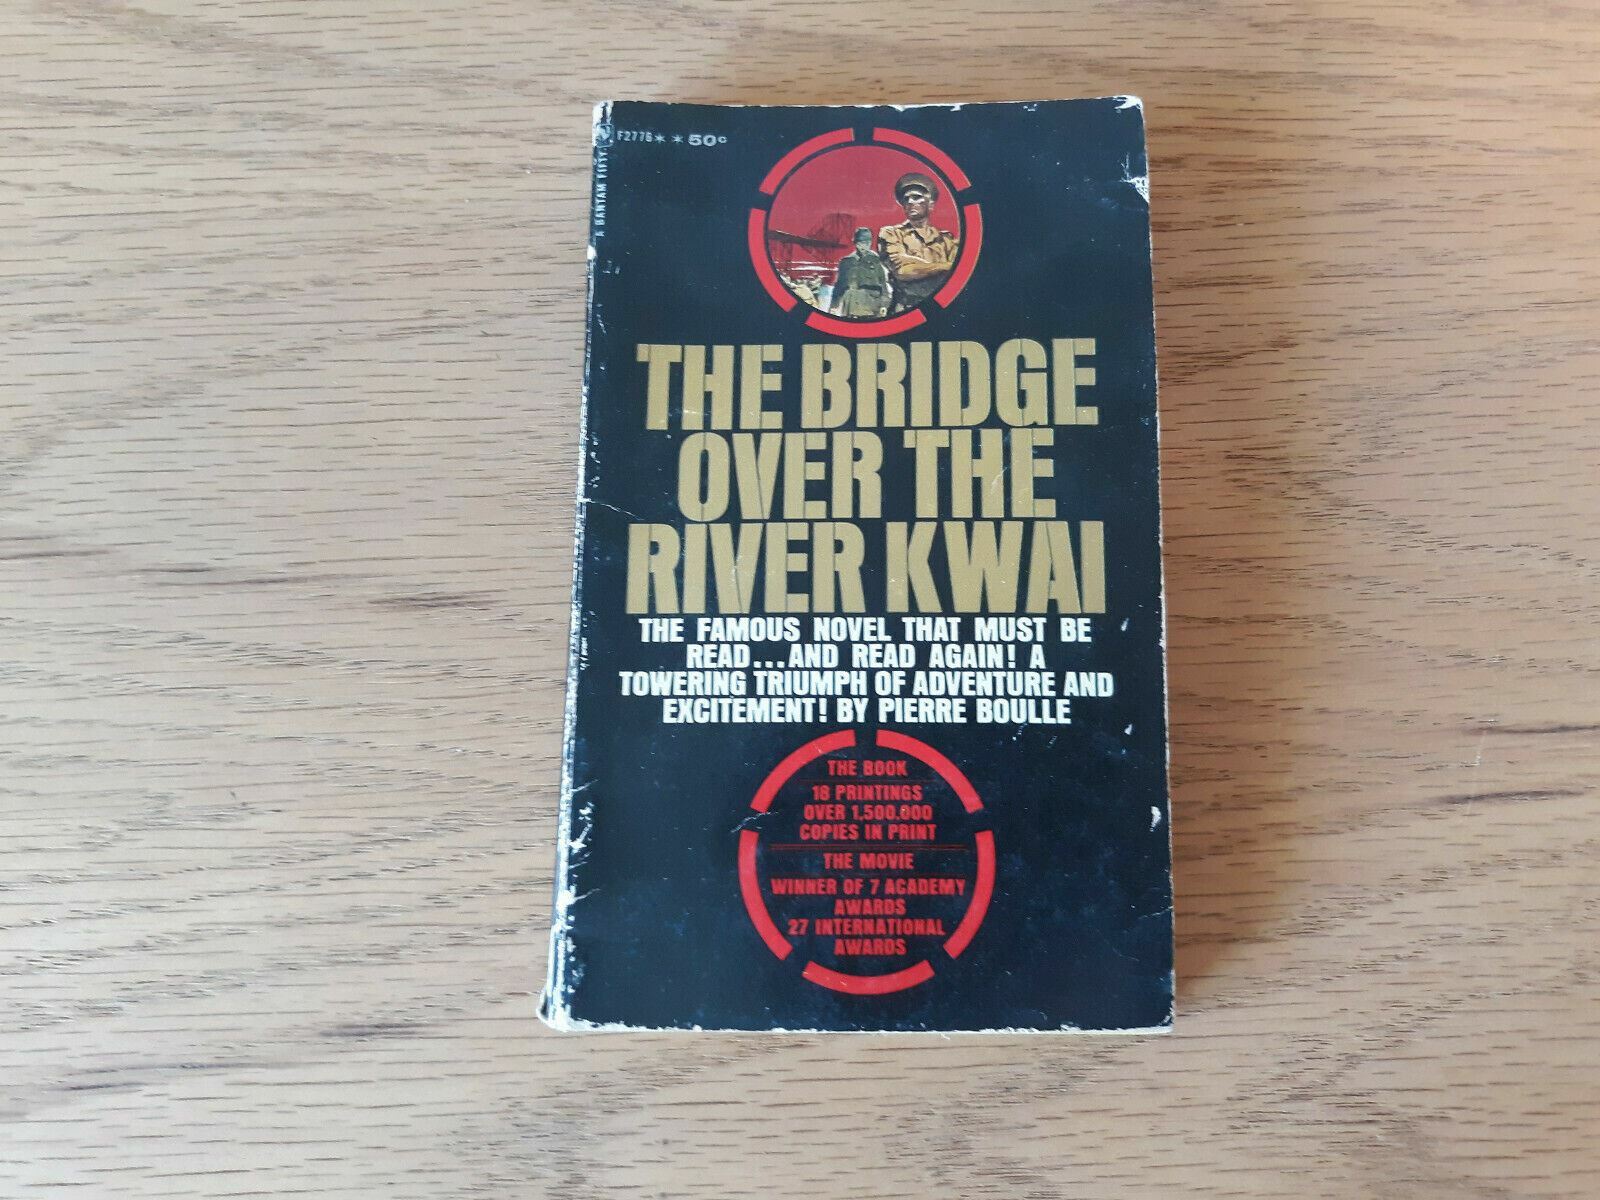 F2776✶ ✶ 50¢
A BANTAM FIFTY
THE BRIDGE
OVER THE
RIVER KWAI
THE FAMOUS NOVEL THAT MUST BE
READ...AND READ AGAIN! A
TOWERING TRIUMPH OF ADVENTURE AND
EXCITEMENT! BY PIERRE BOULLE
THE BOOK
18 PRINTINGS
OVER 1,500,000
COPIES IN PRINT
THE MOVIE
WINNER OF 7 ACADEMY
AWARDS
27 INTERNATIONAL
AWARDS